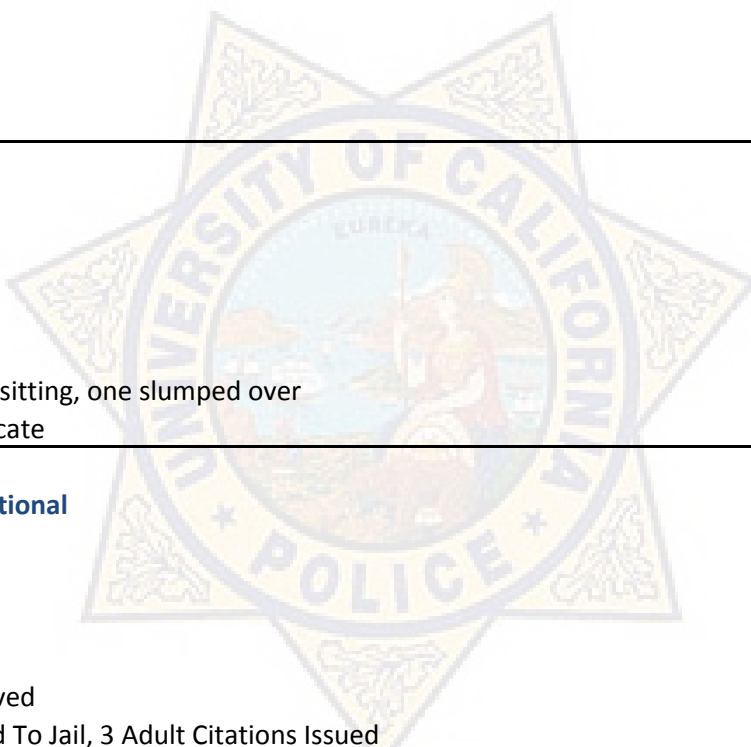 UNIVERSITY OF CALIFORNIA
EUREKA
sitting, one slumped over
cate
tional
POLICE
ved
d To Jail, 3 Adult Citations Issued